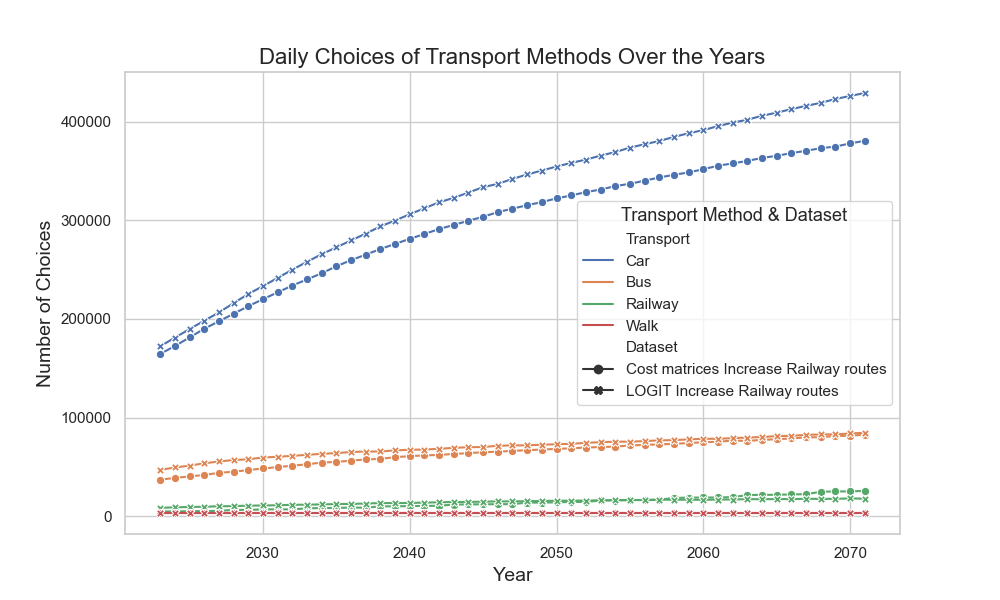 Daily Choices of Transport Methods Over the Years
400000
300000
200000
100000
0
Number of Choices
Transport Method & Dataset
Transport
Car
Bus
Railway
Walk
Dataset
Cost matrices Increase Railway routes
LOGIT Increase Railway routes
2030
2040
2050
2060
2070
Year